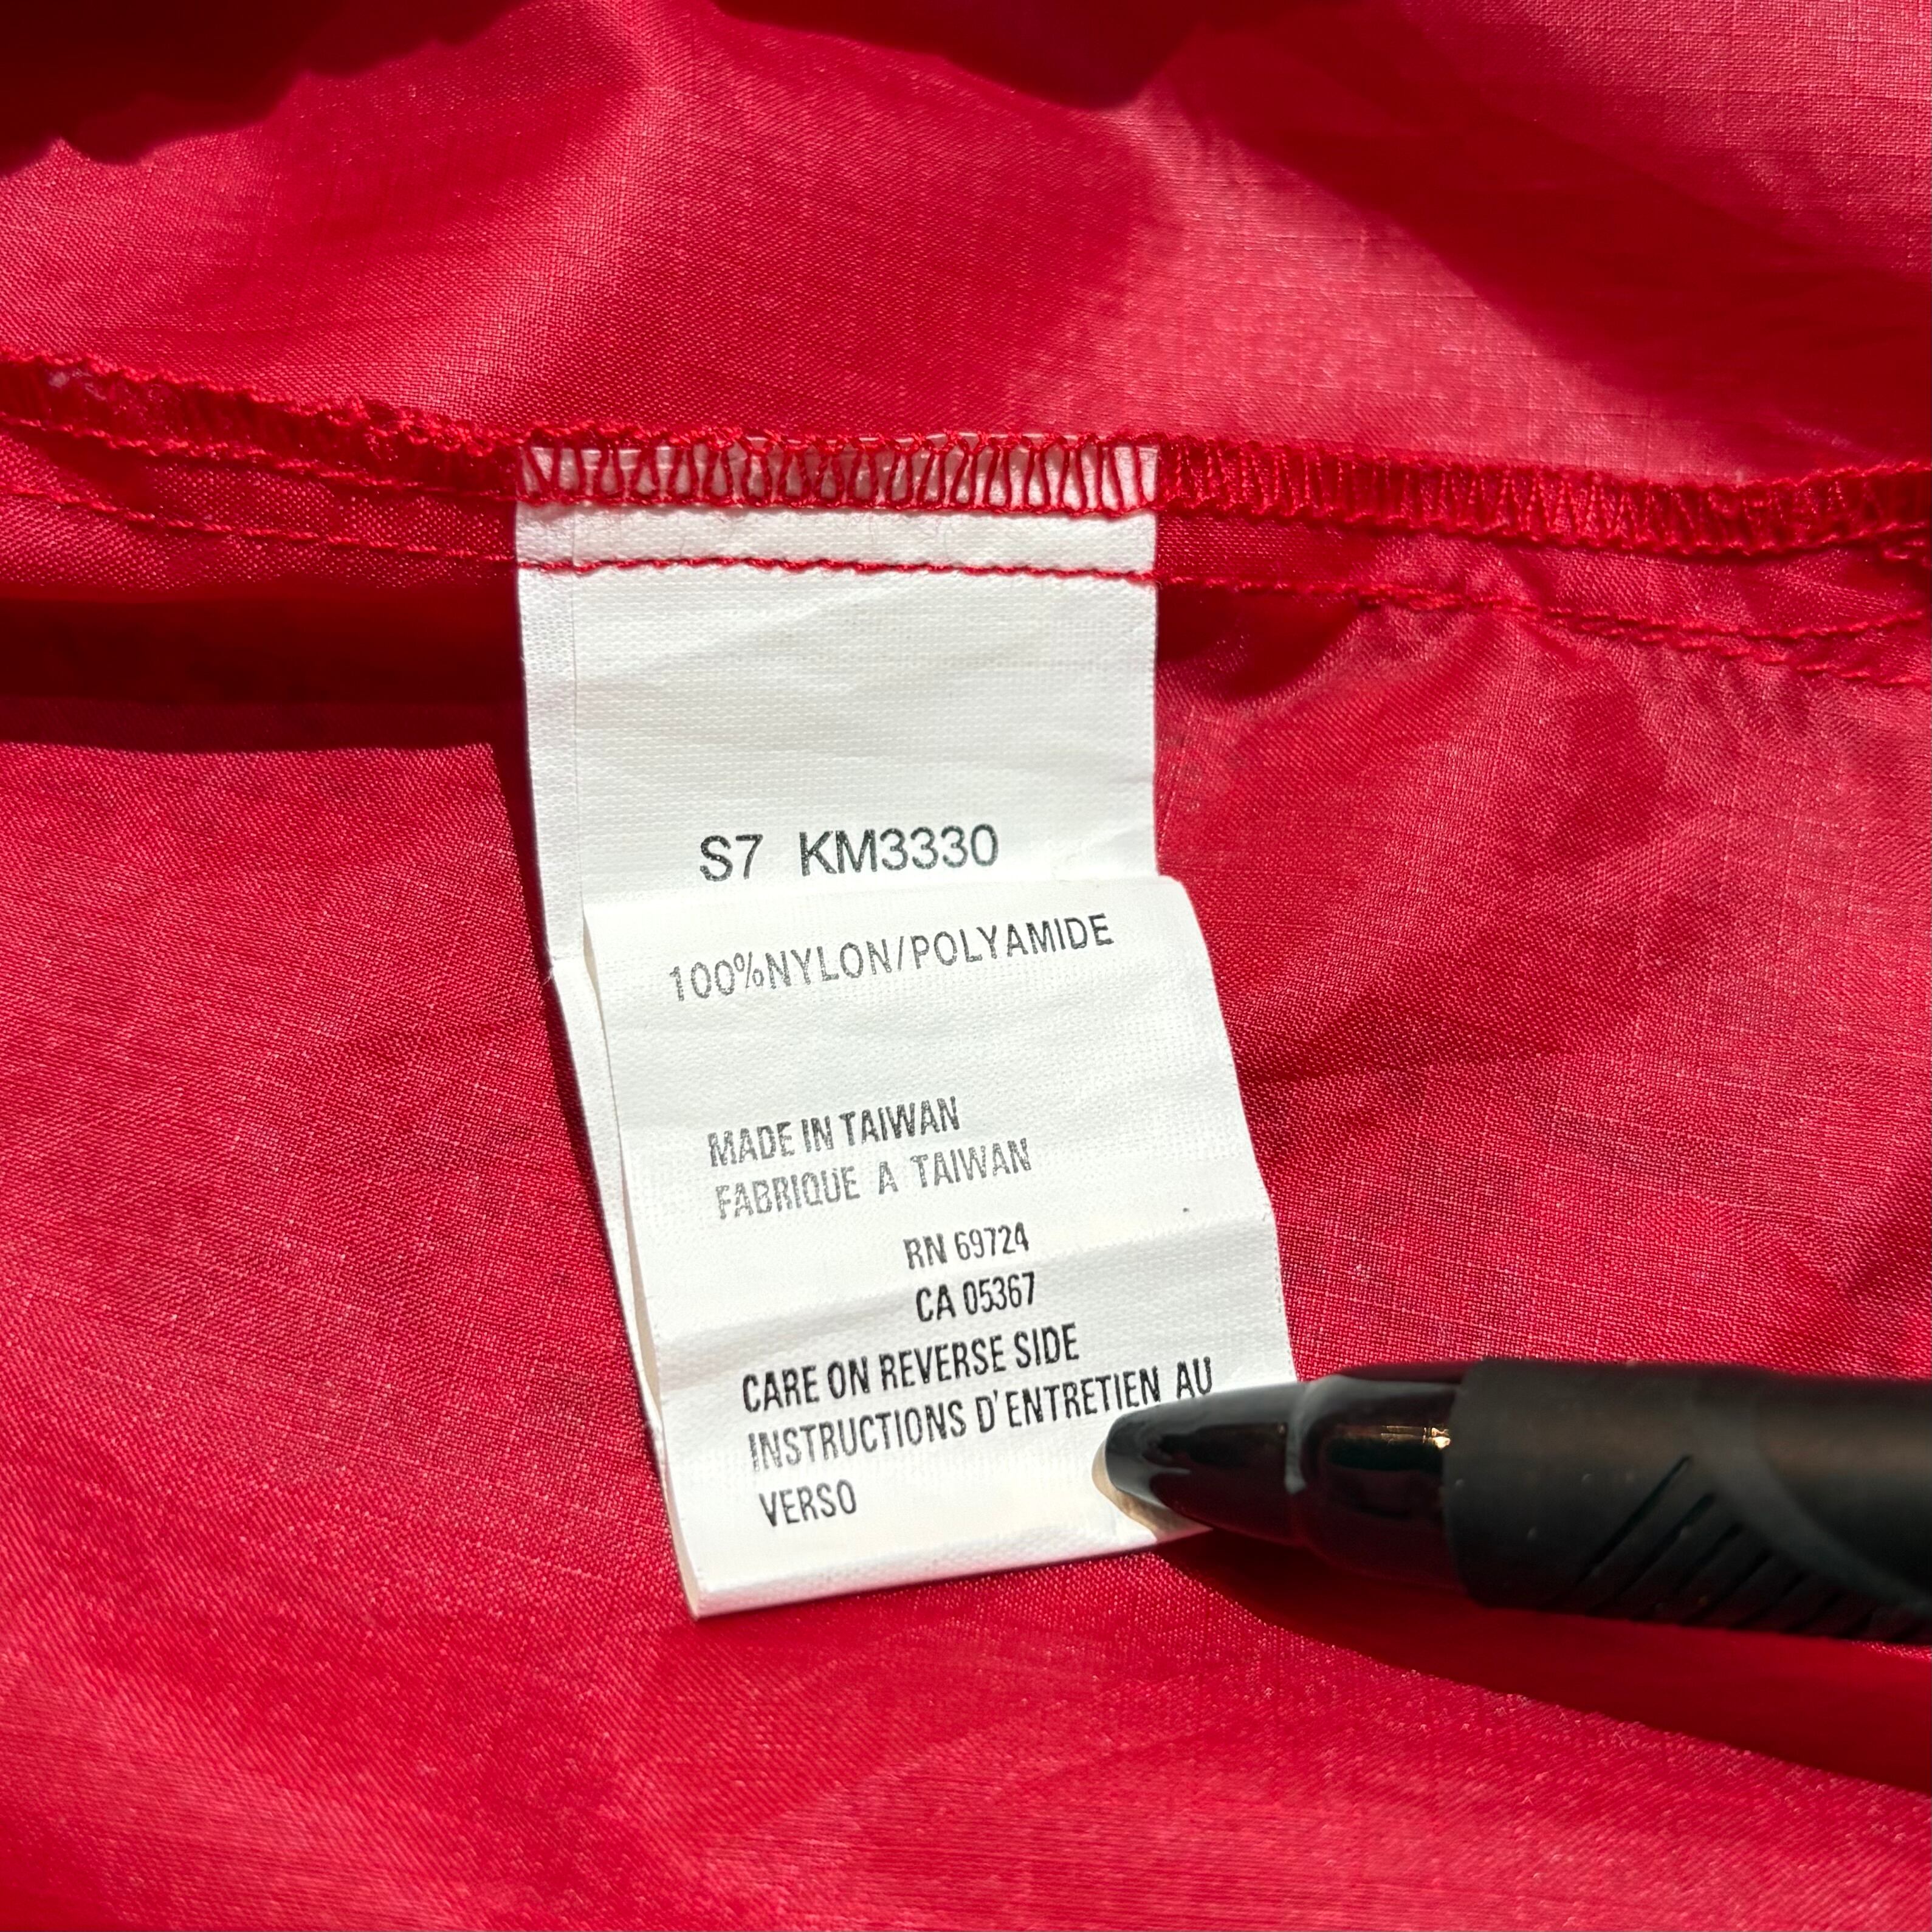 S7 KM3330
100%NYLON/POLYAMIDE
MADE IN TAIWAN
FABRIQUE A TAIWAN
RN 69724
CA 05367
CARE ON REVERSE SIDE
INSTRUCTIONS D'ENTRETIEN AU
VERSO